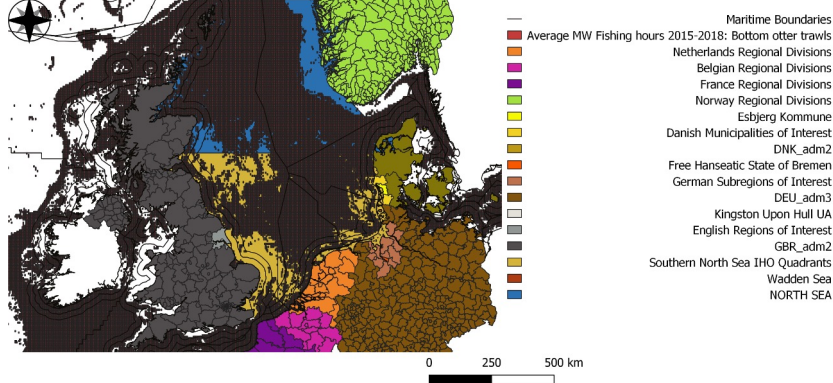 Maritime Boundaries
Average MW Fishing hours 2015-2018: Bottom otter trawls
Netherlands Regional Divisions
Belgian Regional Divisions
France Regional Divisions
Norway Regional Divisions
Esbjerg Kommune
Danish Municipalities of Interest
DNK_adm2
Free Hanseatic State of Bremen
German Subregions of Interest
DEU_adm3
Kingston Upon Hull UA
English Regions of Interest
GBR_adm2
Southern North Sea IHO Quadrants
Wadden Sea
NORTH SEA
0 250 500 km